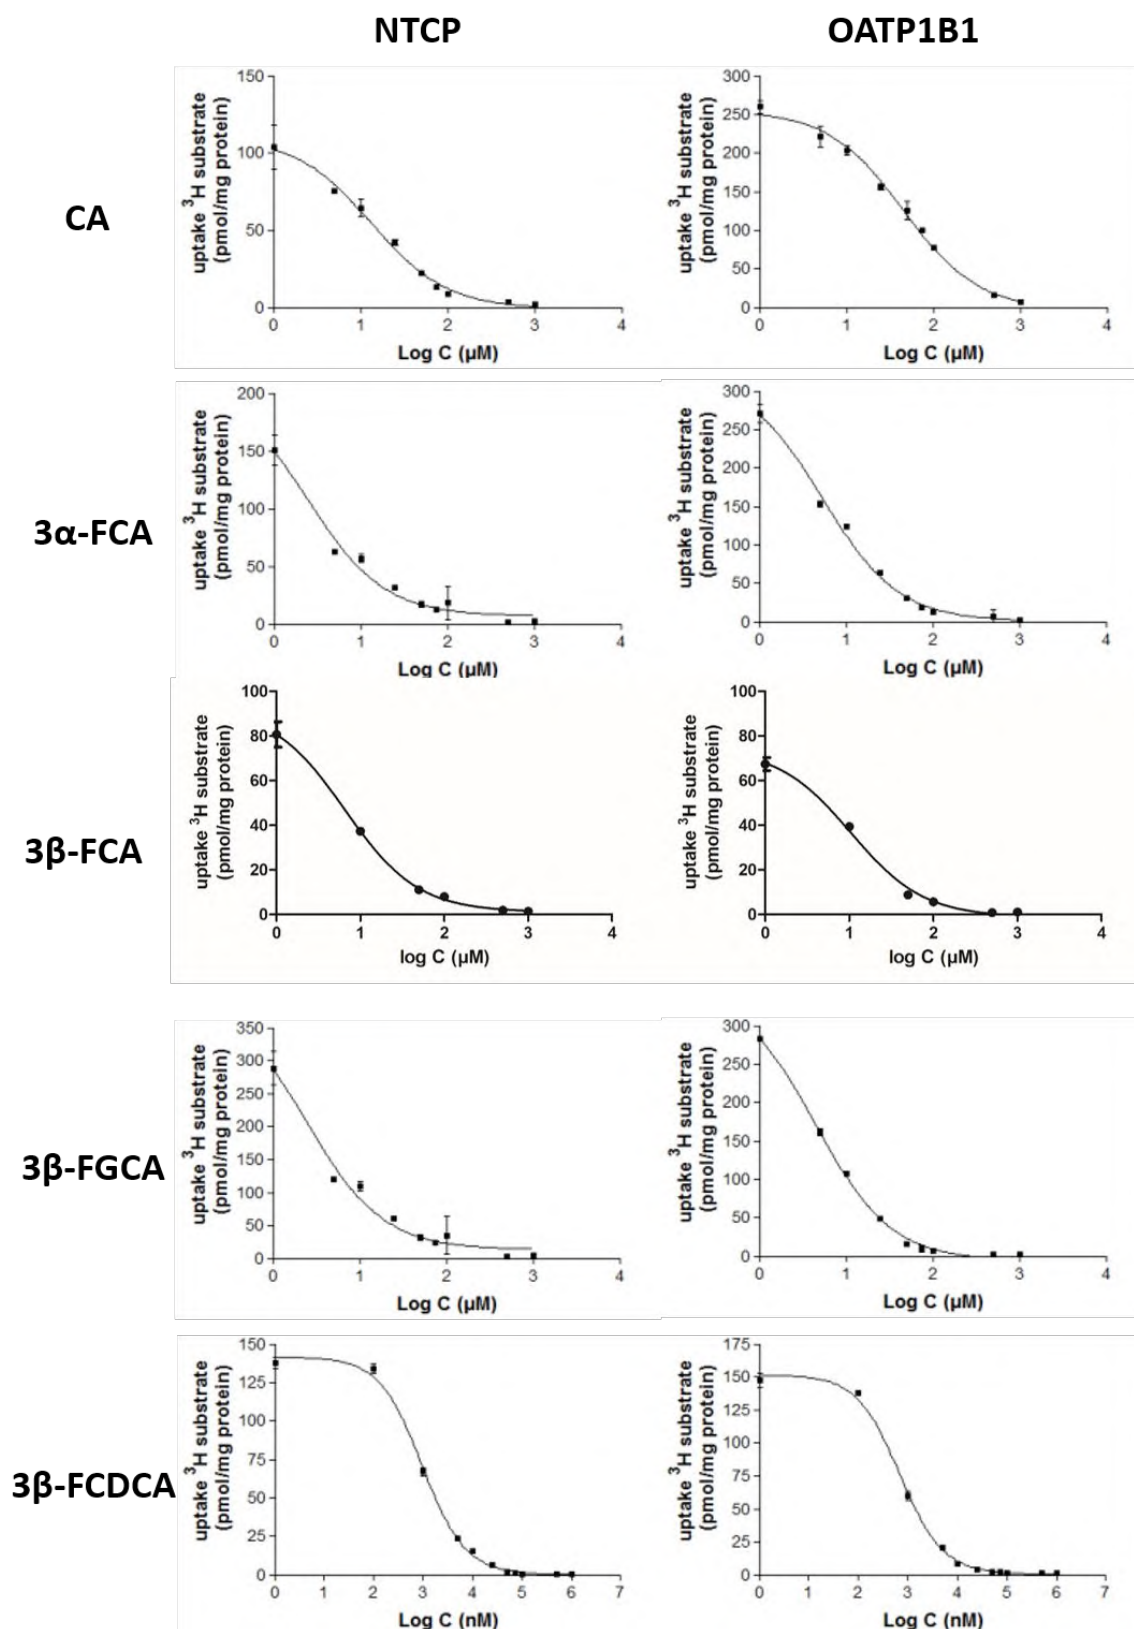 NTCP OATP1B1
CA
uptake ³H substrate
(pmol/mg protein)
150
100
50
0
0 1 2 3 4
Log C (μM)
uptake ³H substrate
(pmol/mg protein)
300
250
200
150
100
50
0
0 1 2 3 4
Log C (μM)
3α-FCA
uptake ³H substrate
(pmol/mg protein)
200
150
100
50
0
0 1 2 3 4
Log C (μM)
uptake ³H substrate
(pmol/mg protein)
300
250
200
150
100
50
0
0 1 2 3 4
Log C (μM)
3β-FCA
uptake ³H substrate
(pmol/mg protein)
100
80
60
40
20
0
0 1 2 3 4
log C (μM)
uptake ³H substrate
(pmol/mg protein)
100
80
60
40
20
0
0 1 2 3 4
log C (μM)
3β-FGCA
uptake ³H substrate
(pmol/mg protein)
350
300
250
200
150
100
50
0
0 1 2 3 4
Log C (μM)
uptake ³H substrate
(pmol/mg protein)
300
250
200
150
100
50
0
0 1 2 3 4
Log C (μM)
3β-FCDCA
uptake ³H substrate
(pmol/mg protein)
150
125
100
75
50
25
0
0 1 2 3 4 5 6 7
Log C (nM)
uptake ³H substrate
(pmol/mg protein)
175
150
125
100
75
50
25
0
0 1 2 3 4 5 6 7
Log C (nM)